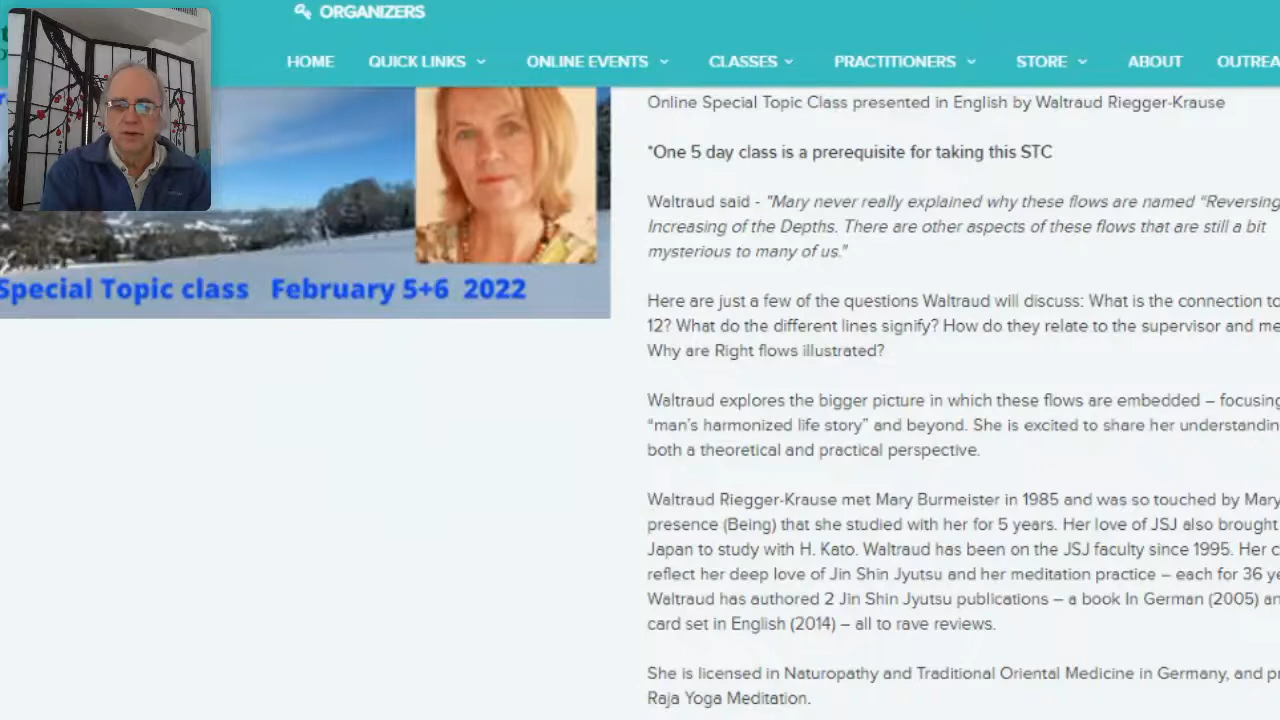 ORGANIZERS
HOME QUICK LINKS ONLINE EVENTS CLASSES PRACTITIONERS STORE ABOUT
Online Special Topic Class presented in English by Waltraud Riegger-Krause
*One 5 day class is a prerequisite for taking this STC
Waltraud said - "Mary never really explained why these flows are named “Reversing
Increasing of the Depths. There are other aspects of these flows that are still a bit
mysterious to many of us."
Special Topic class February 5+6 2022
Here are just a few of the questions Waltraud will discuss: What is the connection to
12? What do the different lines signify? How do they relate to the supervisor and
Why are Right flows illustrated?
Waltraud explores the bigger picture in which these flows are embedded – focusing
“man’s harmonized life story” and beyond. She is excited to share her
both a theoretical and practical perspective.
Waltraud Riegger-Krause met Mary Burmeister in 1985 and was so touched by Mary
presence (Being) that she studied with her for 5 years. Her love of JSJ also brought
Japan to study with H. Kato. Waltraud has been on the JSJ faculty since 1995. Her
reflect her deep love of Jin Shin Jyutsu and her meditation practice – each for 36
Waltraud has authored 2 Jin Shin Jyutsu publications – a book In German (2005)
card set in English (2014) – all to rave reviews.
She is licensed in Naturopathy and Traditional Oriental Medicine in Germany, and
Raja Yoga Meditation.